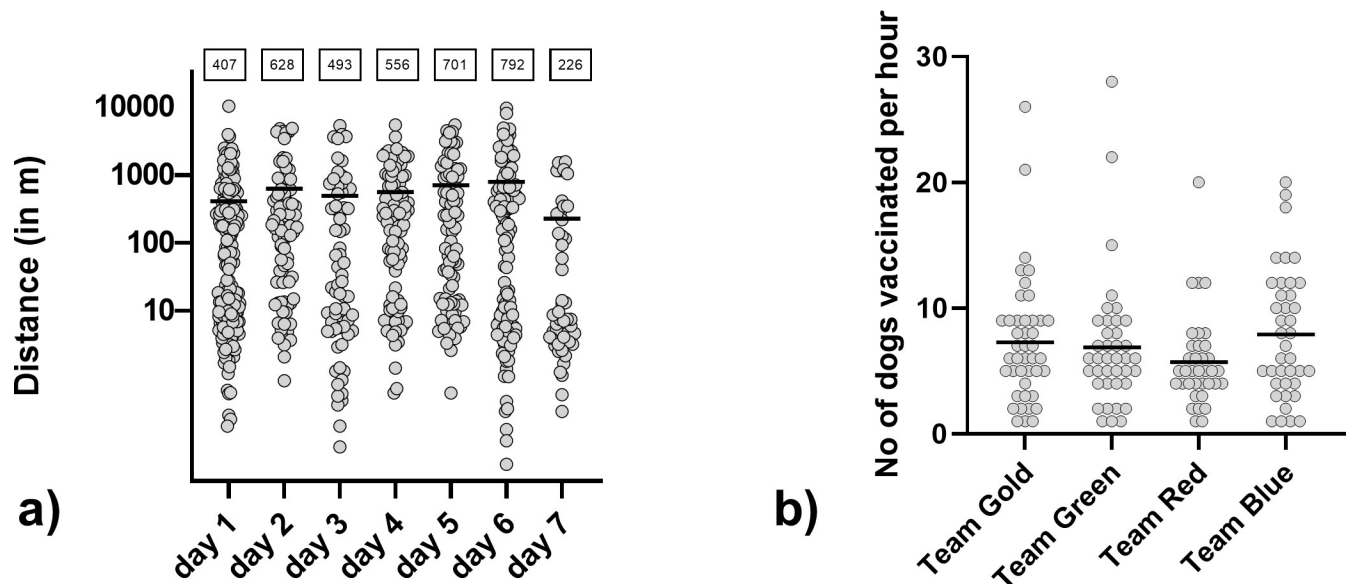 407 628 493 556 701 792 226
Distance (in m)
10000
1000
100
10
day 1 day 2 day 3 day 4 day 5 day 6 day 7
a)
No of dogs vaccinated per hour
30
20
10
0
Team Gold Team Green Team Red Team Blue
b)